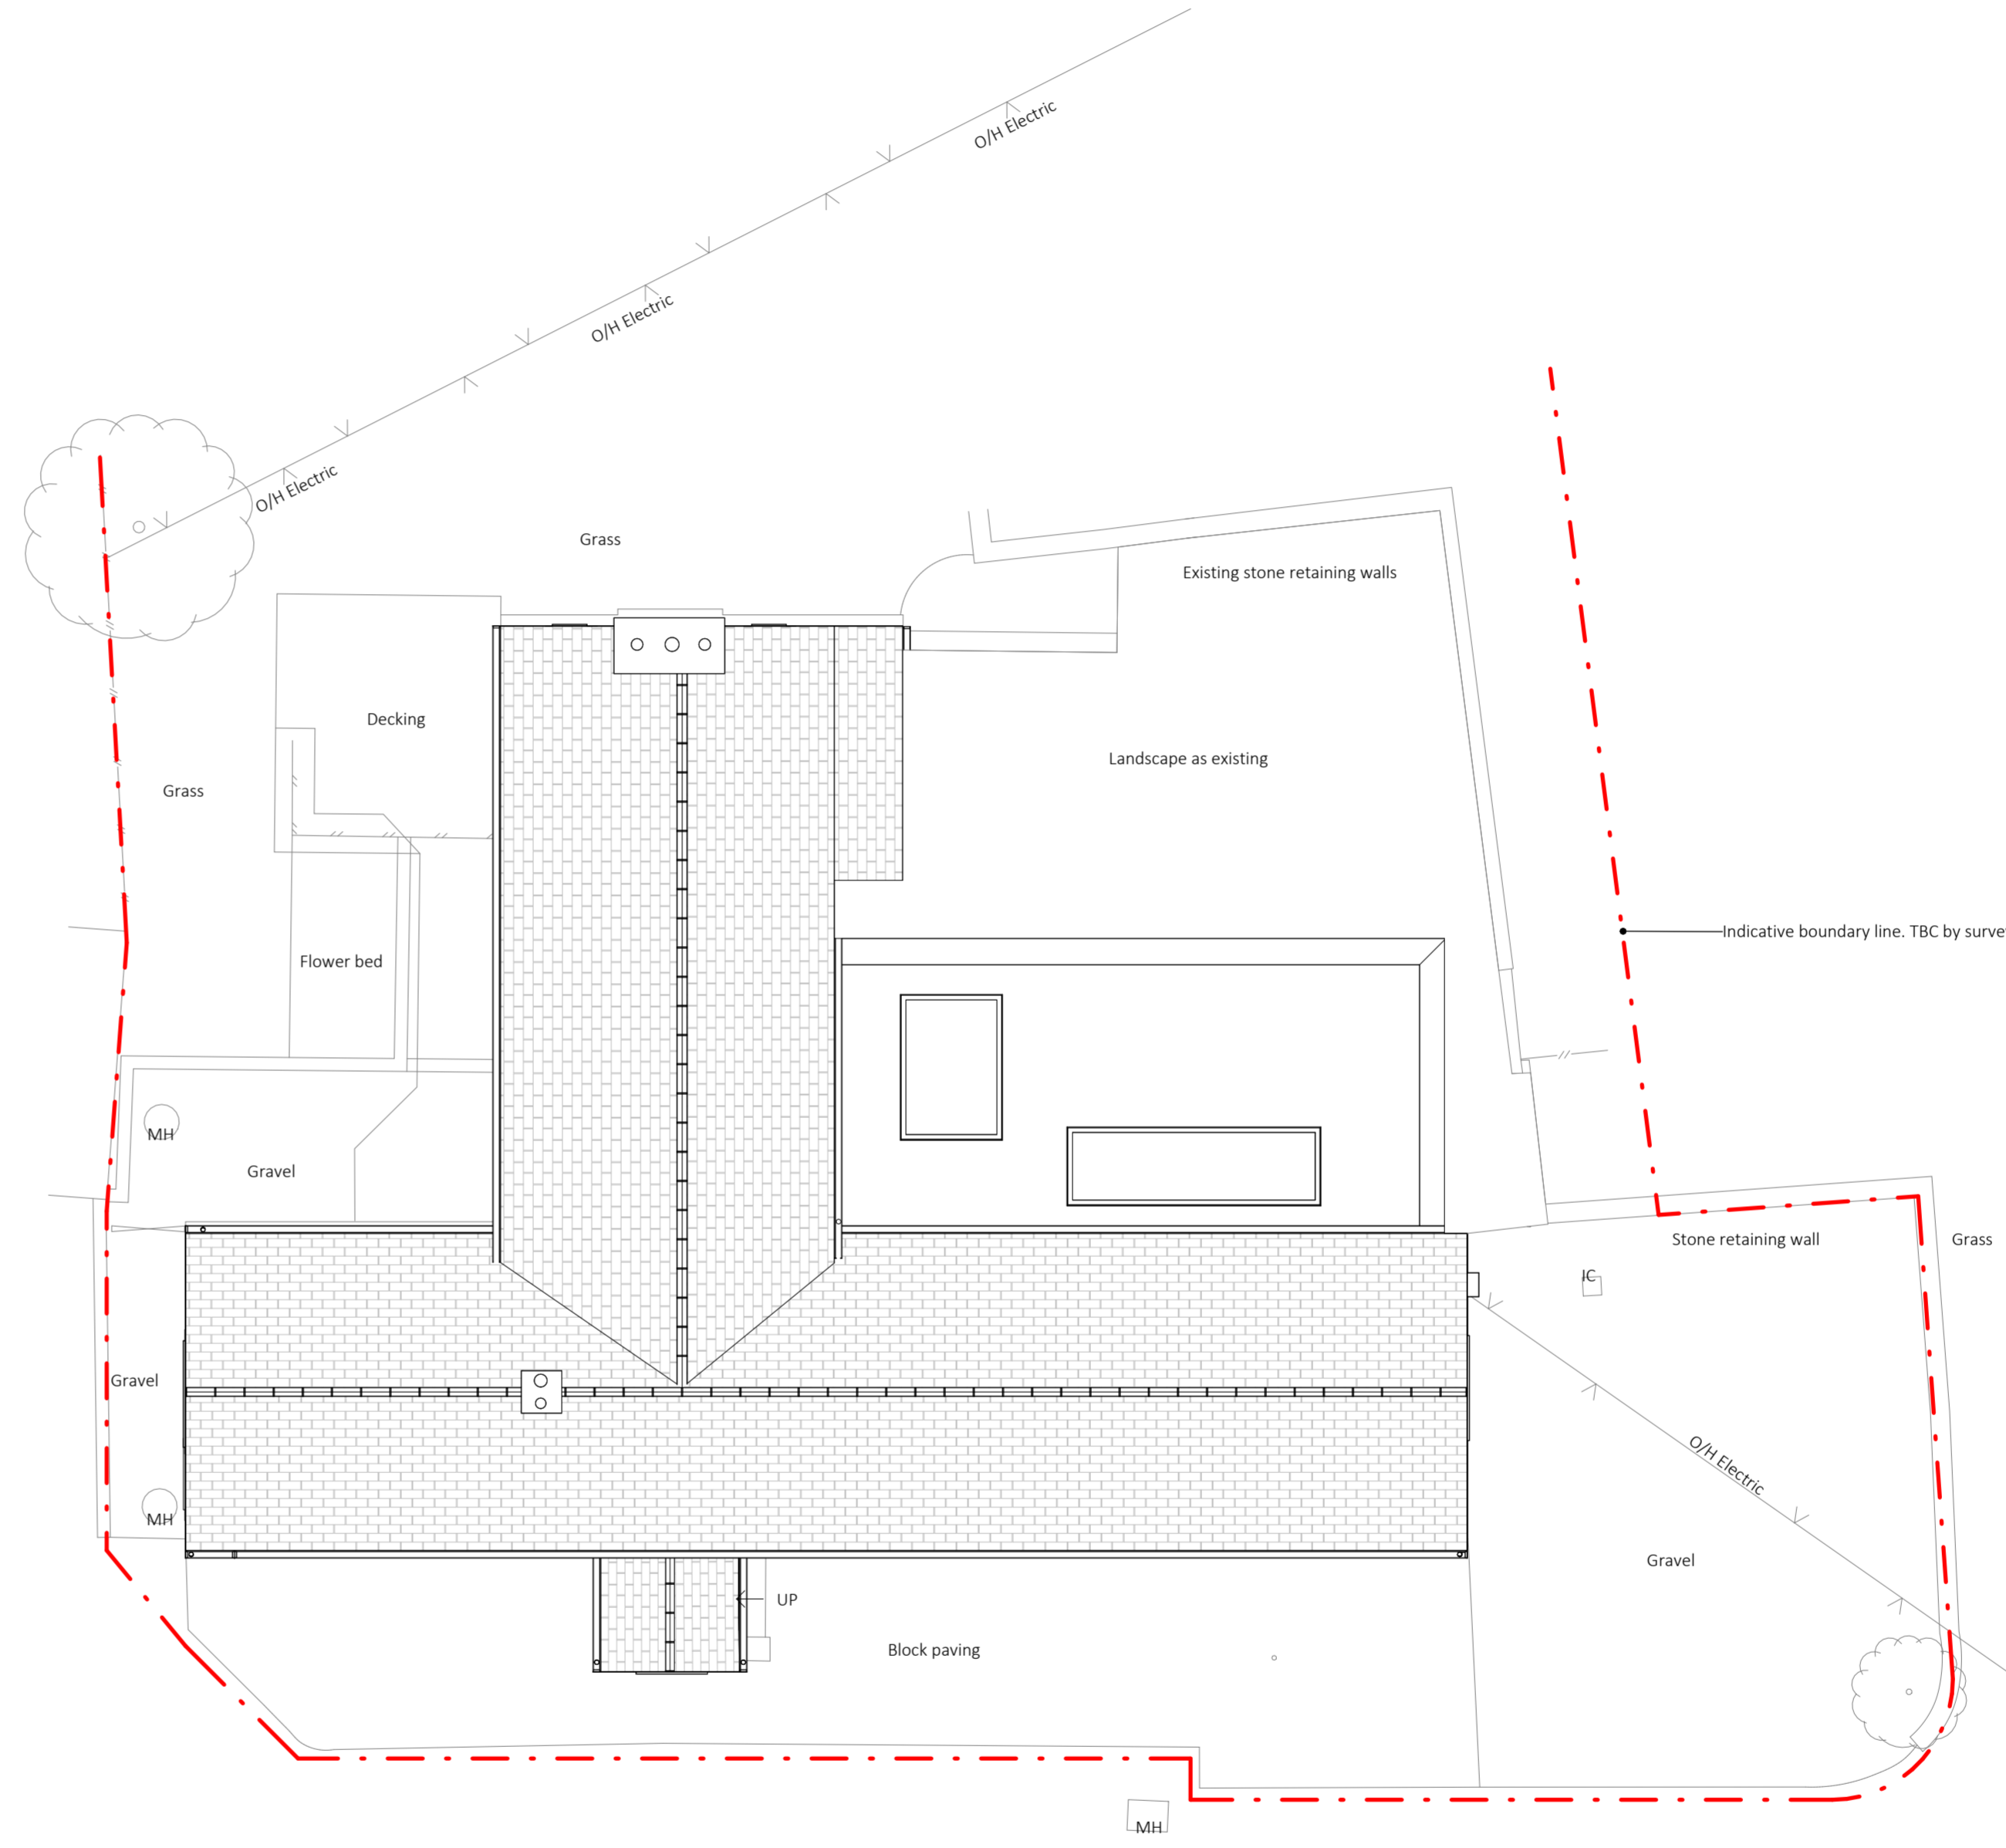 O/H Electric
O/H Electric
O/H Electric
Grass
Existing stone retaining walls
Decking
Landscape as existing
Grass
Indicative boundary line. TBC by surve
Flower bed
MH
Gravel
Stone retaining wall
Grass
IC
Gravel
O/H Electric
MH
Gravel
UP
Block paving
MH